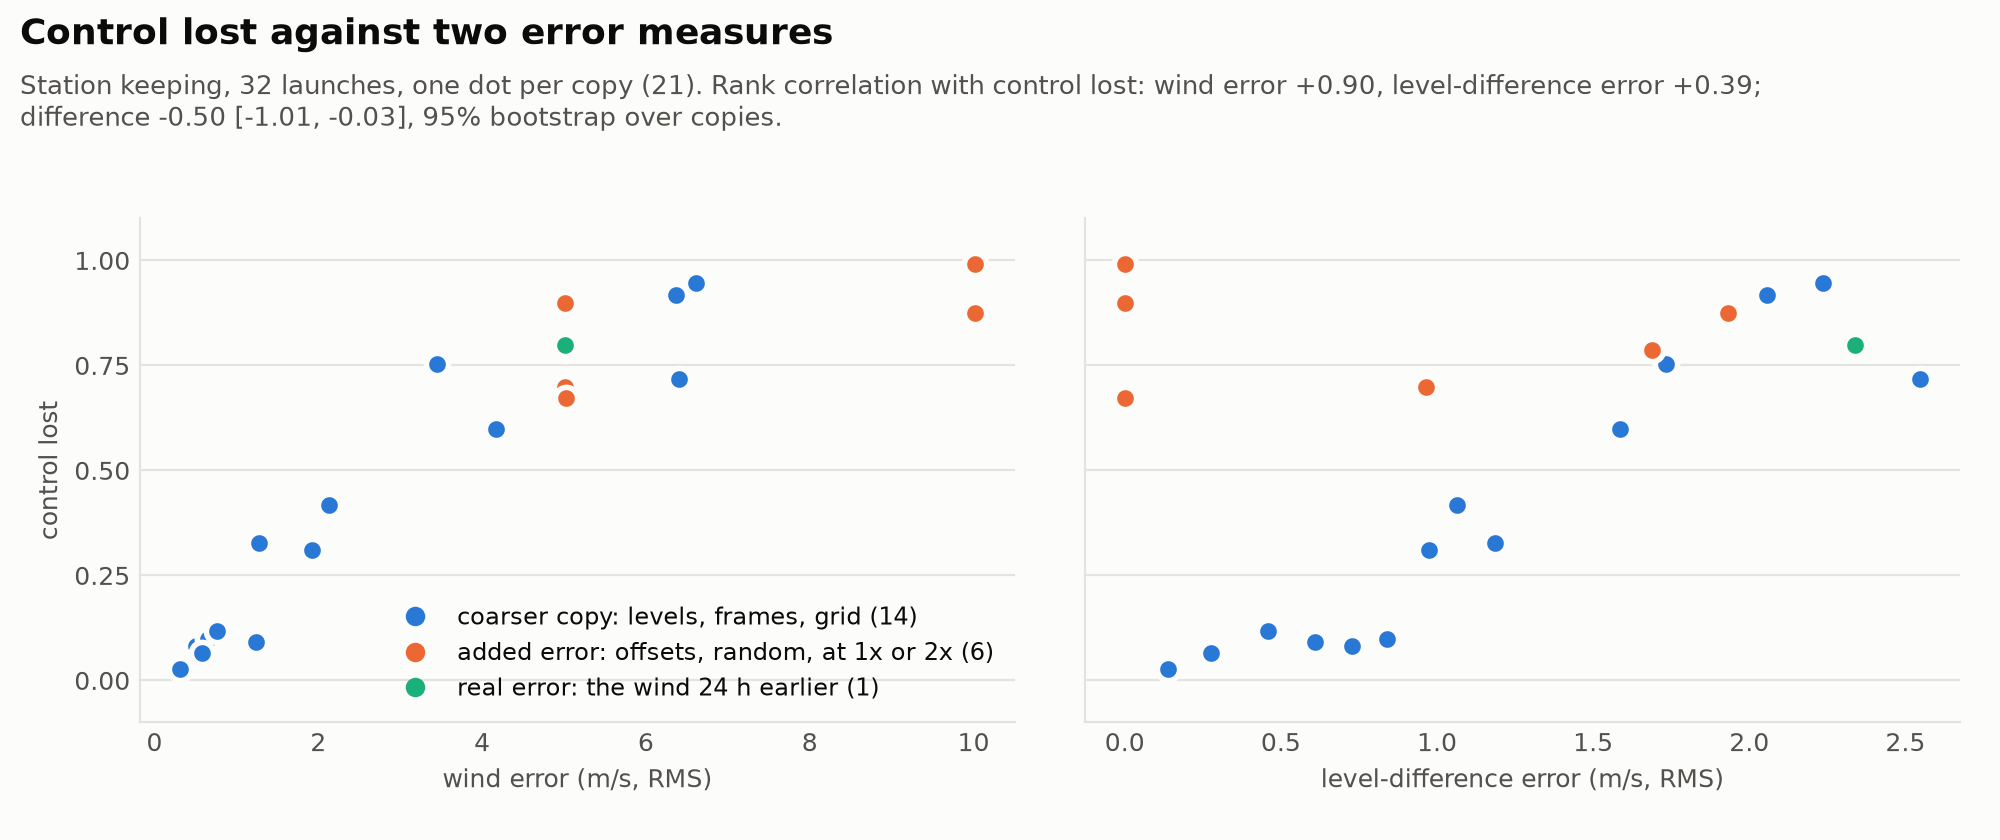 Control lost against two error measures
Station keeping, 32 launches, one dot per copy (21). Rank correlation with control lost: wind error +0.90, level-difference error +0.39;
difference -0.50 [-1.01, -0.03], 95% bootstrap over copies.
control lost
1.00
0.75
0.50
0.25
0.00
coarser copy: levels, frames, grid (14)
added error: offsets, random, at 1x or 2x (6)
real error: the wind 24 h earlier (1)
0 2 4 6 8 10
wind error (m/s, RMS)
0.0 0.5 1.0 1.5 2.0 2.5
level-difference error (m/s, RMS)